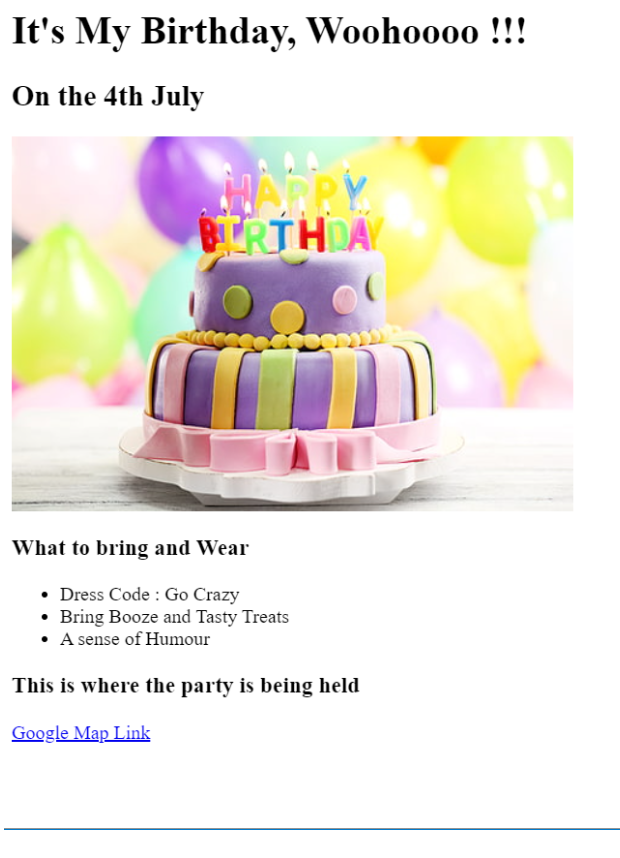 It's My Birthday, Woohoooo !!!
On the 4th July
HAPPY
BIRTHDAY
What to bring and Wear
Dress Code : Go Crazy
Bring Booze and Tasty Treats
A sense of Humour
This is where the party is being held
Google Map Link